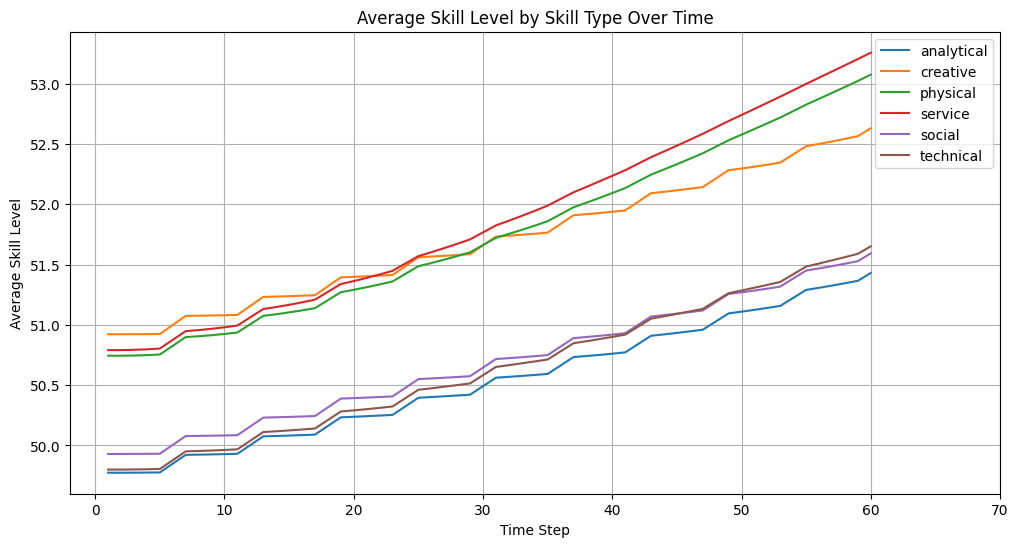 Average Skill Level by Skill Type Over Time
Average Skill Level
53.0
52.5
52.0
51.5
51.0
50.5
50.0
0
10
20
30
40
50
60
70
Time Step
analytical
creative
physical
service
social
technical